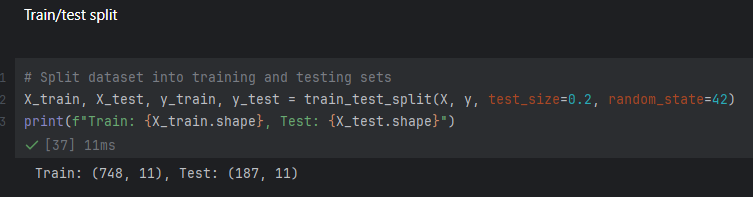 Train/test split
1 # Split dataset into training and testing sets
2 X_train, X_test, y_train, y_test = train_test_split(X, y, test_size=0.2, random_state=42)
3 print(f"Train: {X_train.shape}, Test: {X_test.shape}")
[37] 11ms
Train: (748, 11), Test: (187, 11)